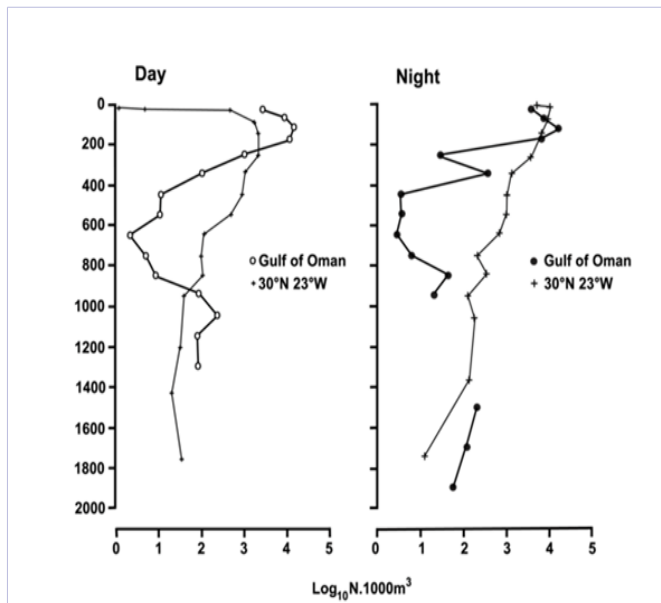 Day
Night
0
200
400
600
800
1000
1200
1400
1600
1800
2000
Gulf of Oman
30°N 23°W
Gulf of Oman
30°N 23°W
0 1 2 3 4 5
0 1 2 3 4 5
Log₁₀N.1000m³